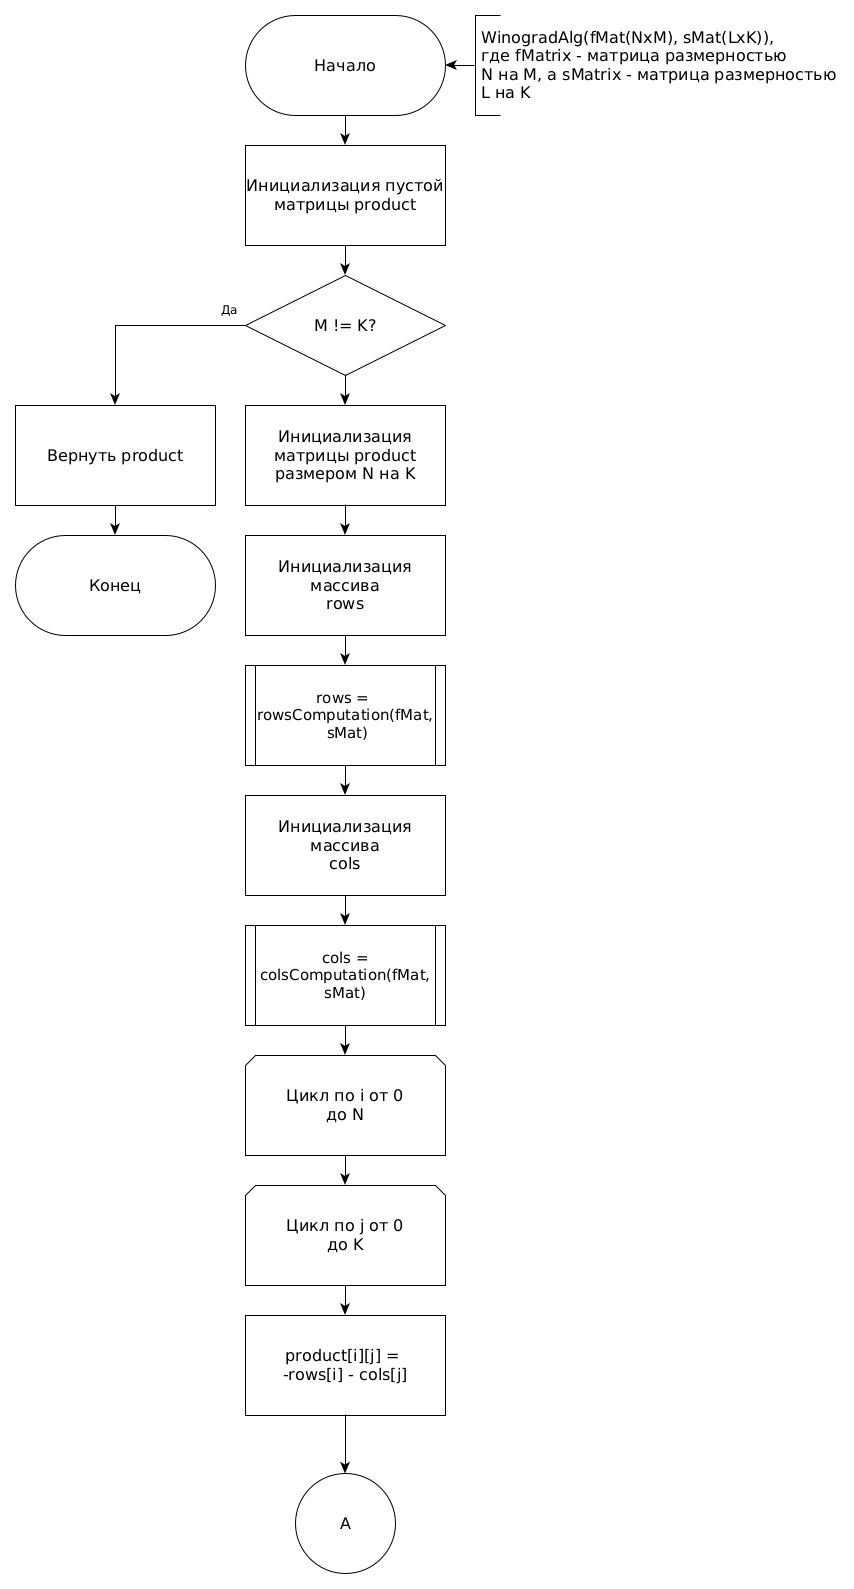 Начало
WinogradAlg(fMat(NxM), sMat(LxK)),
где fMatrix - матрица размерностью
N на M, а sMatrix - матрица размерностью
L на K
Инициализация пустой
матрицы product
Да
M != K?
Вернуть product
Конец
Инициализация
матрицы product
размером N на K
Инициализация
массива
rows
rows =
rowsComputation(fMat,
sMat)
Инициализация
массива
cols
cols =
colsComputation(fMat,
sMat)
Цикл по i от 0
до N
Цикл по j от 0
до K
product[i][j] =
-rows[i] - cols[j]
A